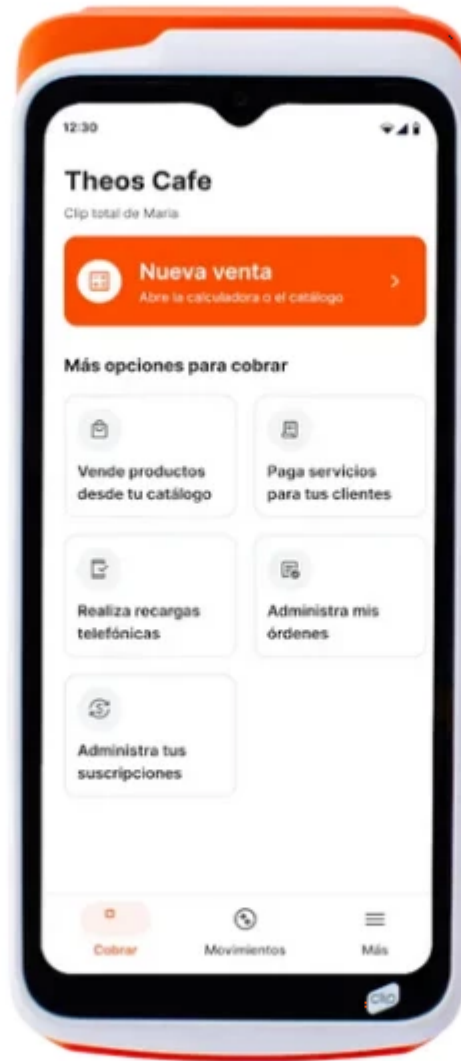 12:30
Theos Cafe
Clip total de Maria
Nueva venta
Abre la calculadora o el catálogo
Más opciones para cobrar
Vende productos
desde tu catálogo
Paga servicios
para tus clientes
Realiza recargas
telefónicas
Administra mis
órdenes
Administra tus
suscripciones
Cobrar
Movimientos
Más
Clip